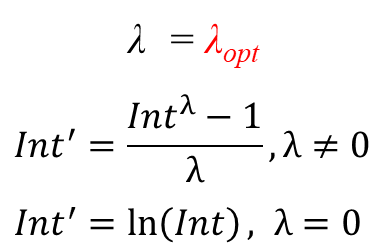 λ = λ_opt
Int′ = (Int^λ − 1) / λ , λ ≠ 0
Int′ = ln(Int) , λ = 0